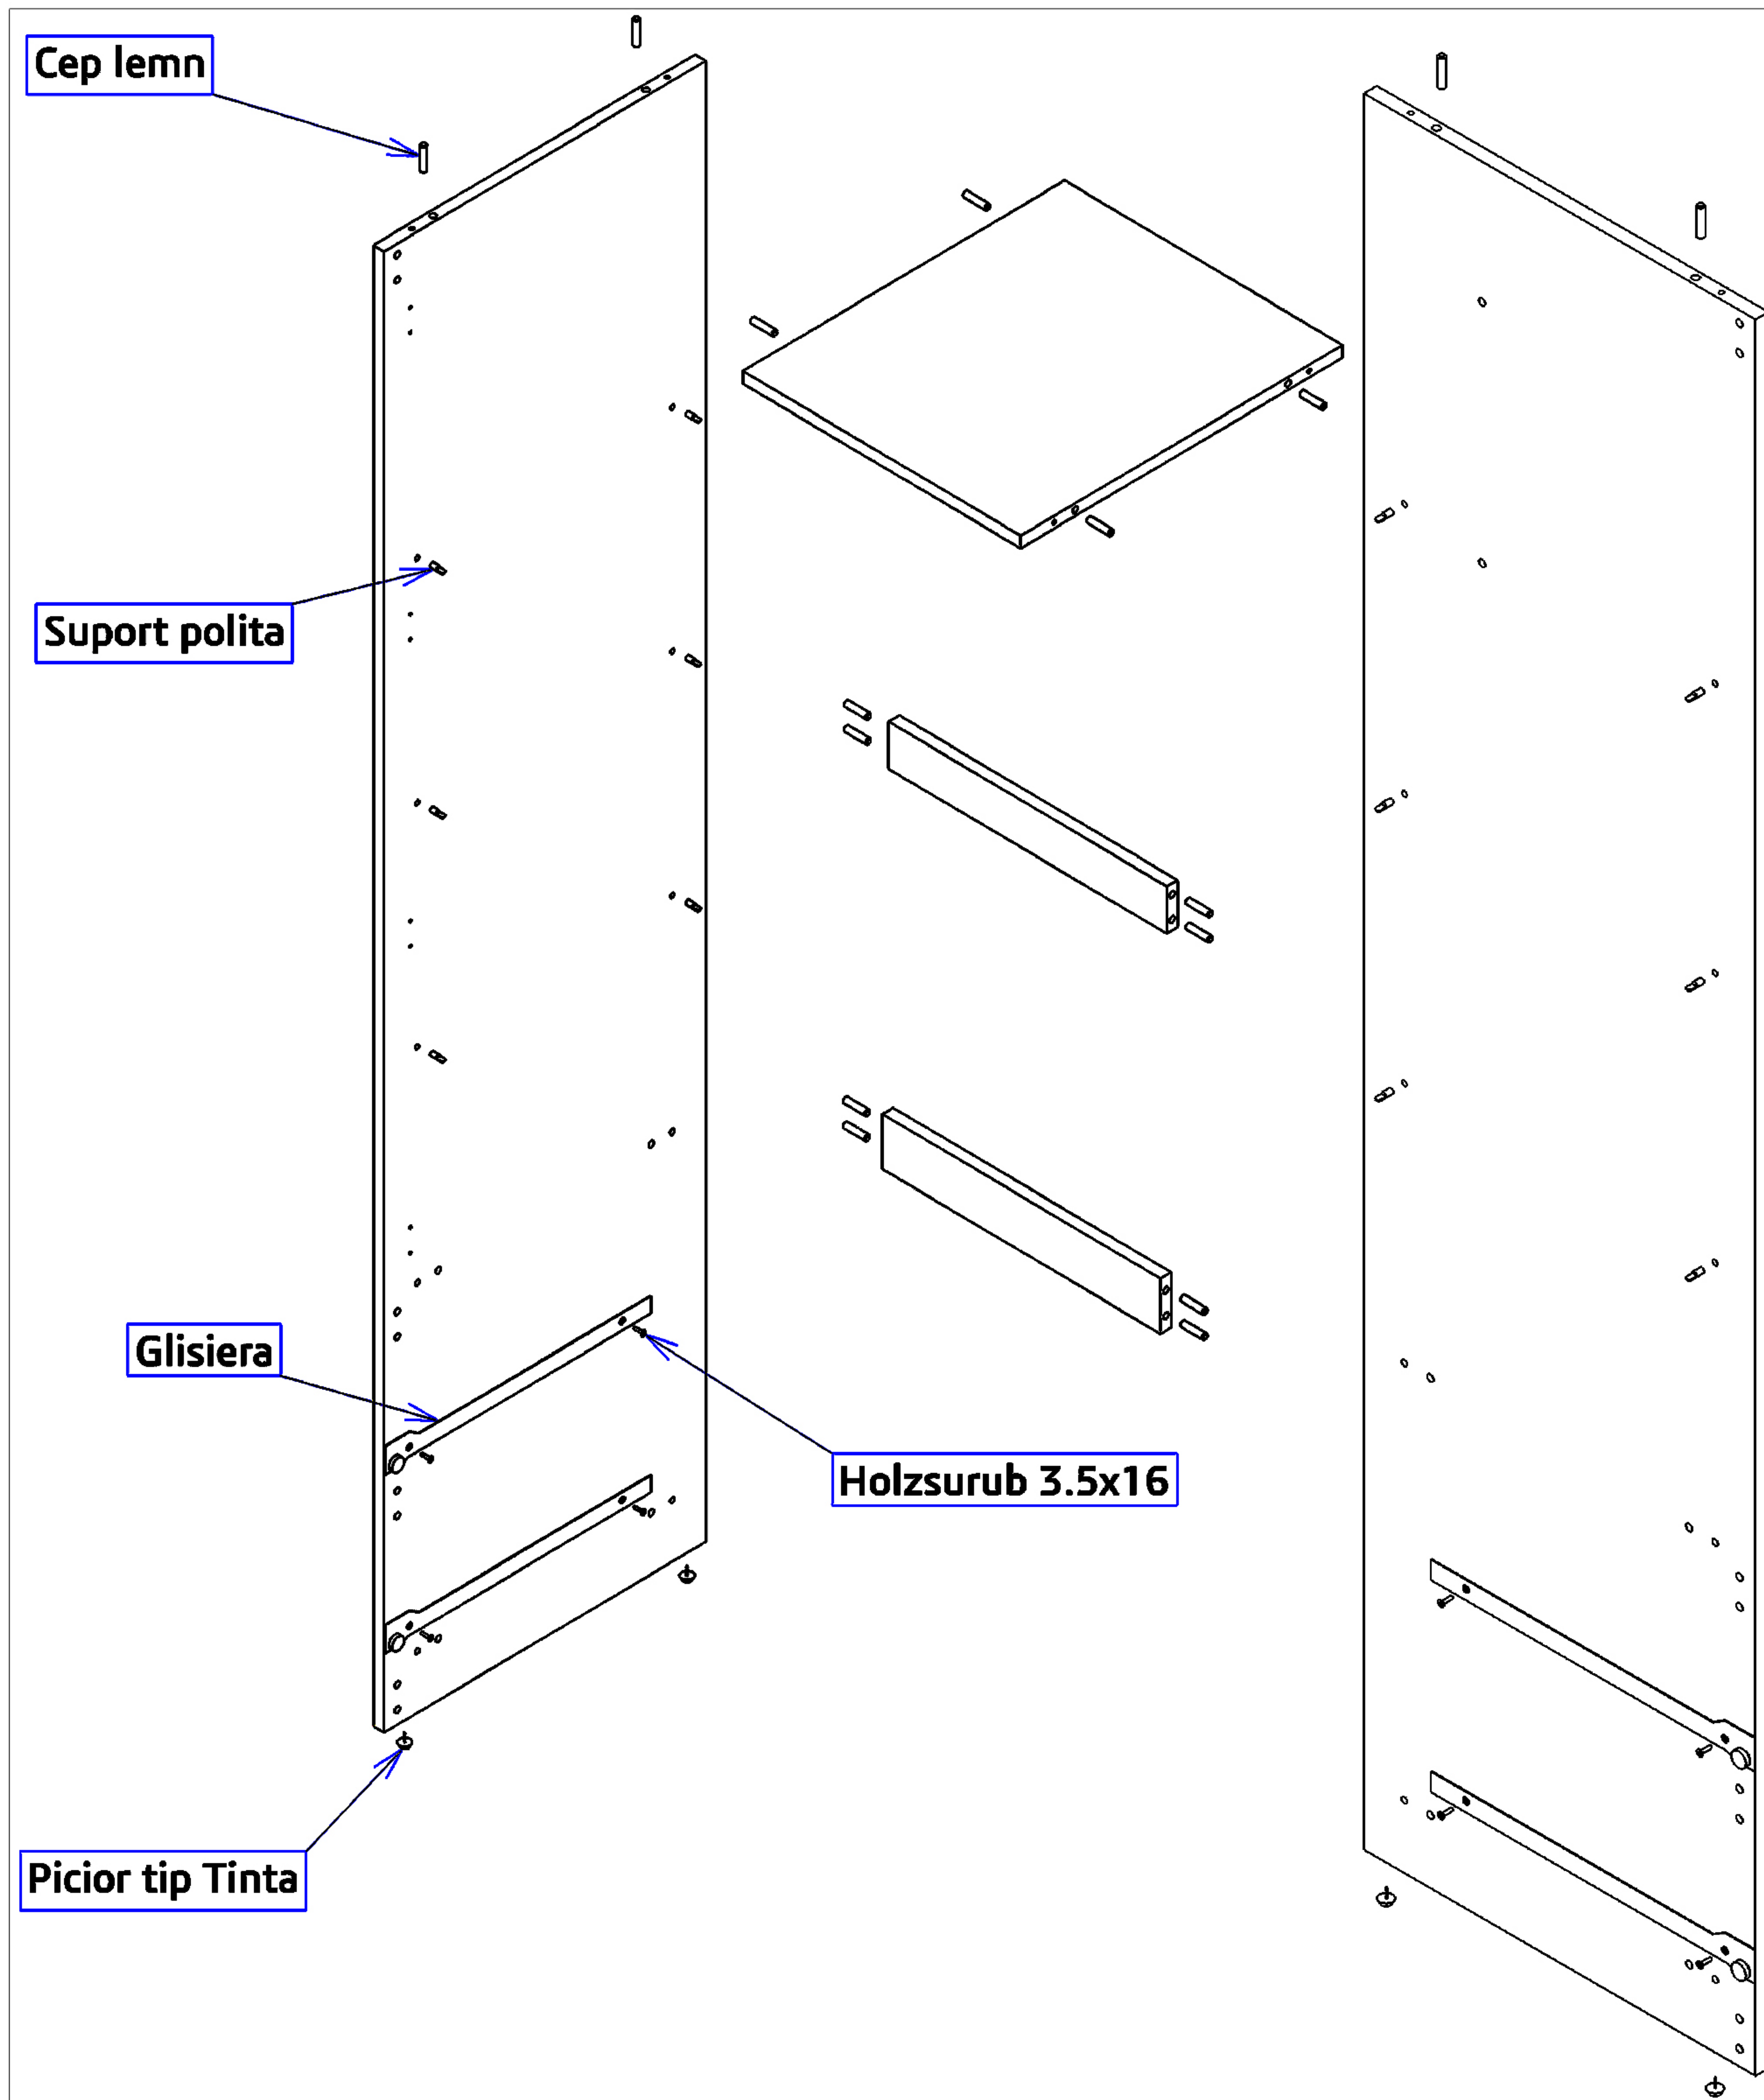 Cep lemn
Suport polita
Glisiera
Holzsurub 3.5x16
Picior tip Tinta